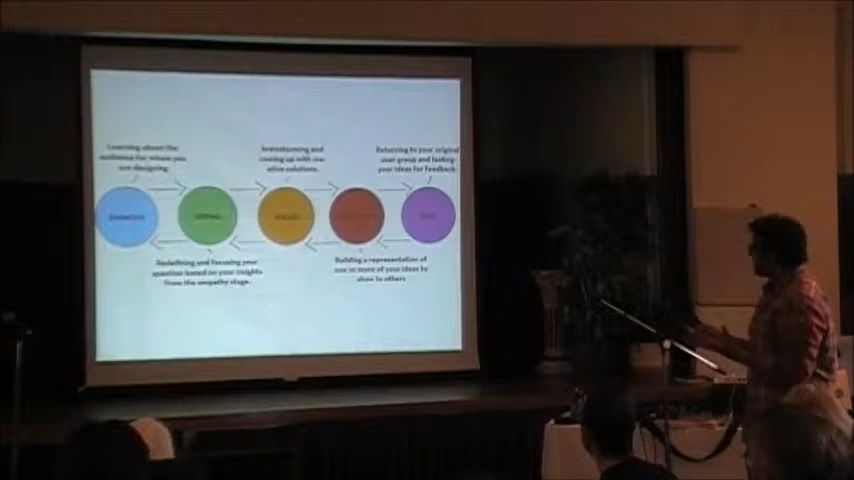 Learning about the
audience for whom you
are designing.
brainstorming and
coming up with cre-
ative solutions.
Returning to your original
user group and testing
your ideas for feedback.
Redefining and focusing your
question based on your insights
from the empathy stage.
Building a representation of
one or more of your ideas to
show to others